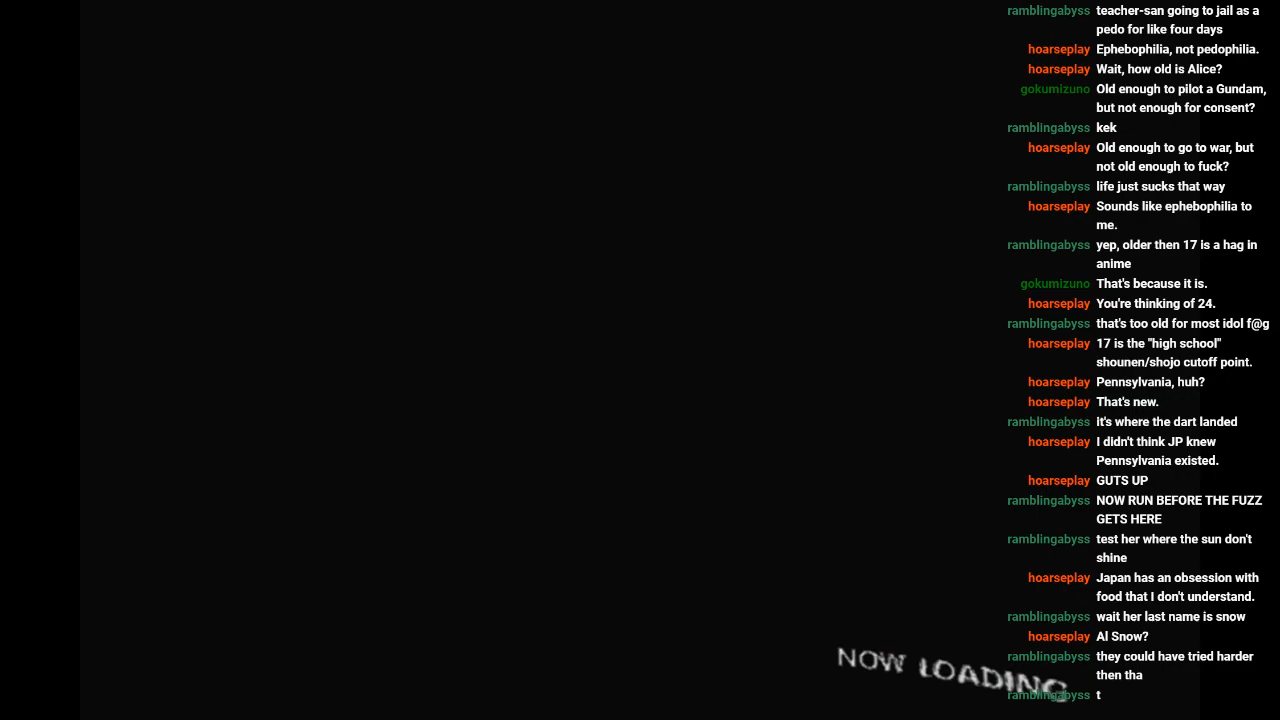 ramblingabyss teacher-san going to jail as a
pedo for like four days
hoarseplay Ephebophilia, not pedophilia.
hoarseplay Wait, how old is Alice?
gokumizuno Old enough to pilot a Gundam,
but not enough for consent?
ramblingabyss kek
hoarseplay Old enough to go to war, but
not old enough to fuck?
ramblingabyss life just sucks that way
hoarseplay Sounds like ephebophilia to
me.
ramblingabyss yep, older then 17 is a hag in
anime
gokumizuno That's because it is.
hoarseplay You're thinking of 24.
ramblingabyss that's too old for most idol f@g
hoarseplay 17 is the "high school"
shounen/shojo cutoff point.
hoarseplay Pennsylvania, huh?
hoarseplay That's new.
ramblingabyss it's where the dart landed
hoarseplay I didn't think JP knew
Pennsylvania existed.
hoarseplay GUTS UP
ramblingabyss NOW RUN BEFORE THE FUZZ
GETS HERE
ramblingabyss test her where the sun don't
shine
hoarseplay Japan has an obsession with
food that I don't understand.
ramblingabyss wait her last name is snow
hoarseplay Al Snow?
ramblingabyss they could have tried harder
then tha
ramblingabyss t
NOW LOADING